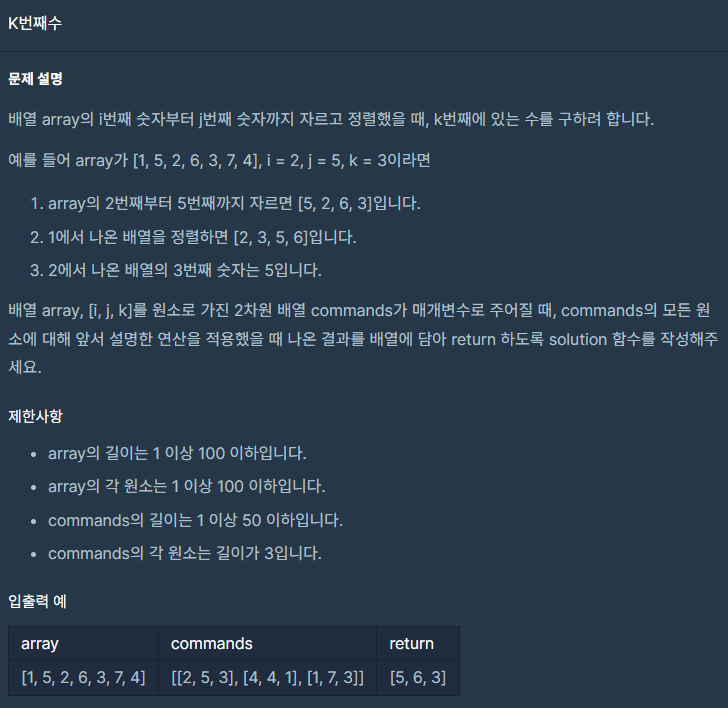 K번째수
문제 설명
배열 array의 i번째 숫자부터 j번째 숫자까지 자르고 정렬했을 때, k번째에 있는 수를 구하려 합니다.
예를 들어 array가 [1, 5, 2, 6, 3, 7, 4], i = 2, j = 5, k = 3이라면
1. array의 2번째부터 5번째까지 자르면 [5, 2, 6, 3]입니다.
2. 1에서 나온 배열을 정렬하면 [2, 3, 5, 6]입니다.
3. 2에서 나온 배열의 3번째 숫자는 5입니다.
배열 array, [i, j, k]를 원소로 가진 2차원 배열 commands가 매개변수로 주어질 때, commands의 모든 원
소에 대해 앞서 설명한 연산을 적용했을 때 나온 결과를 배열에 담아 return 하도록 solution 함수를 작성해주
세요.
제한사항
• array의 길이는 1 이상 100 이하입니다.
• array의 각 원소는 1 이상 100 이하입니다.
• commands의 길이는 1 이상 50 이하입니다.
• commands의 각 원소는 길이가 3입니다.
입출력 예
array commands return
[1, 5, 2, 6, 3, 7, 4] [[2, 5, 3], [4, 4, 1], [1, 7, 3]] [5, 6, 3]